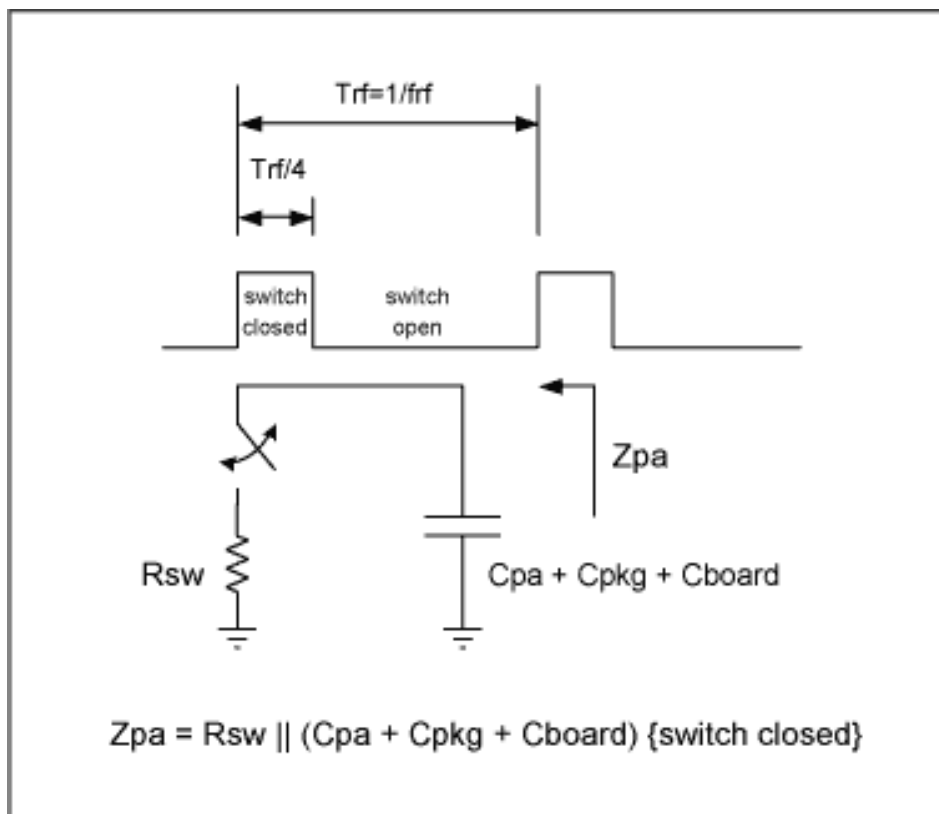 Trf=1/frf
Trf/4
switch
closed
switch
open
Zpa
Rsw
Cpa + Cpkg + Cboard
Zpa = Rsw || (Cpa + Cpkg + Cboard) {switch closed}